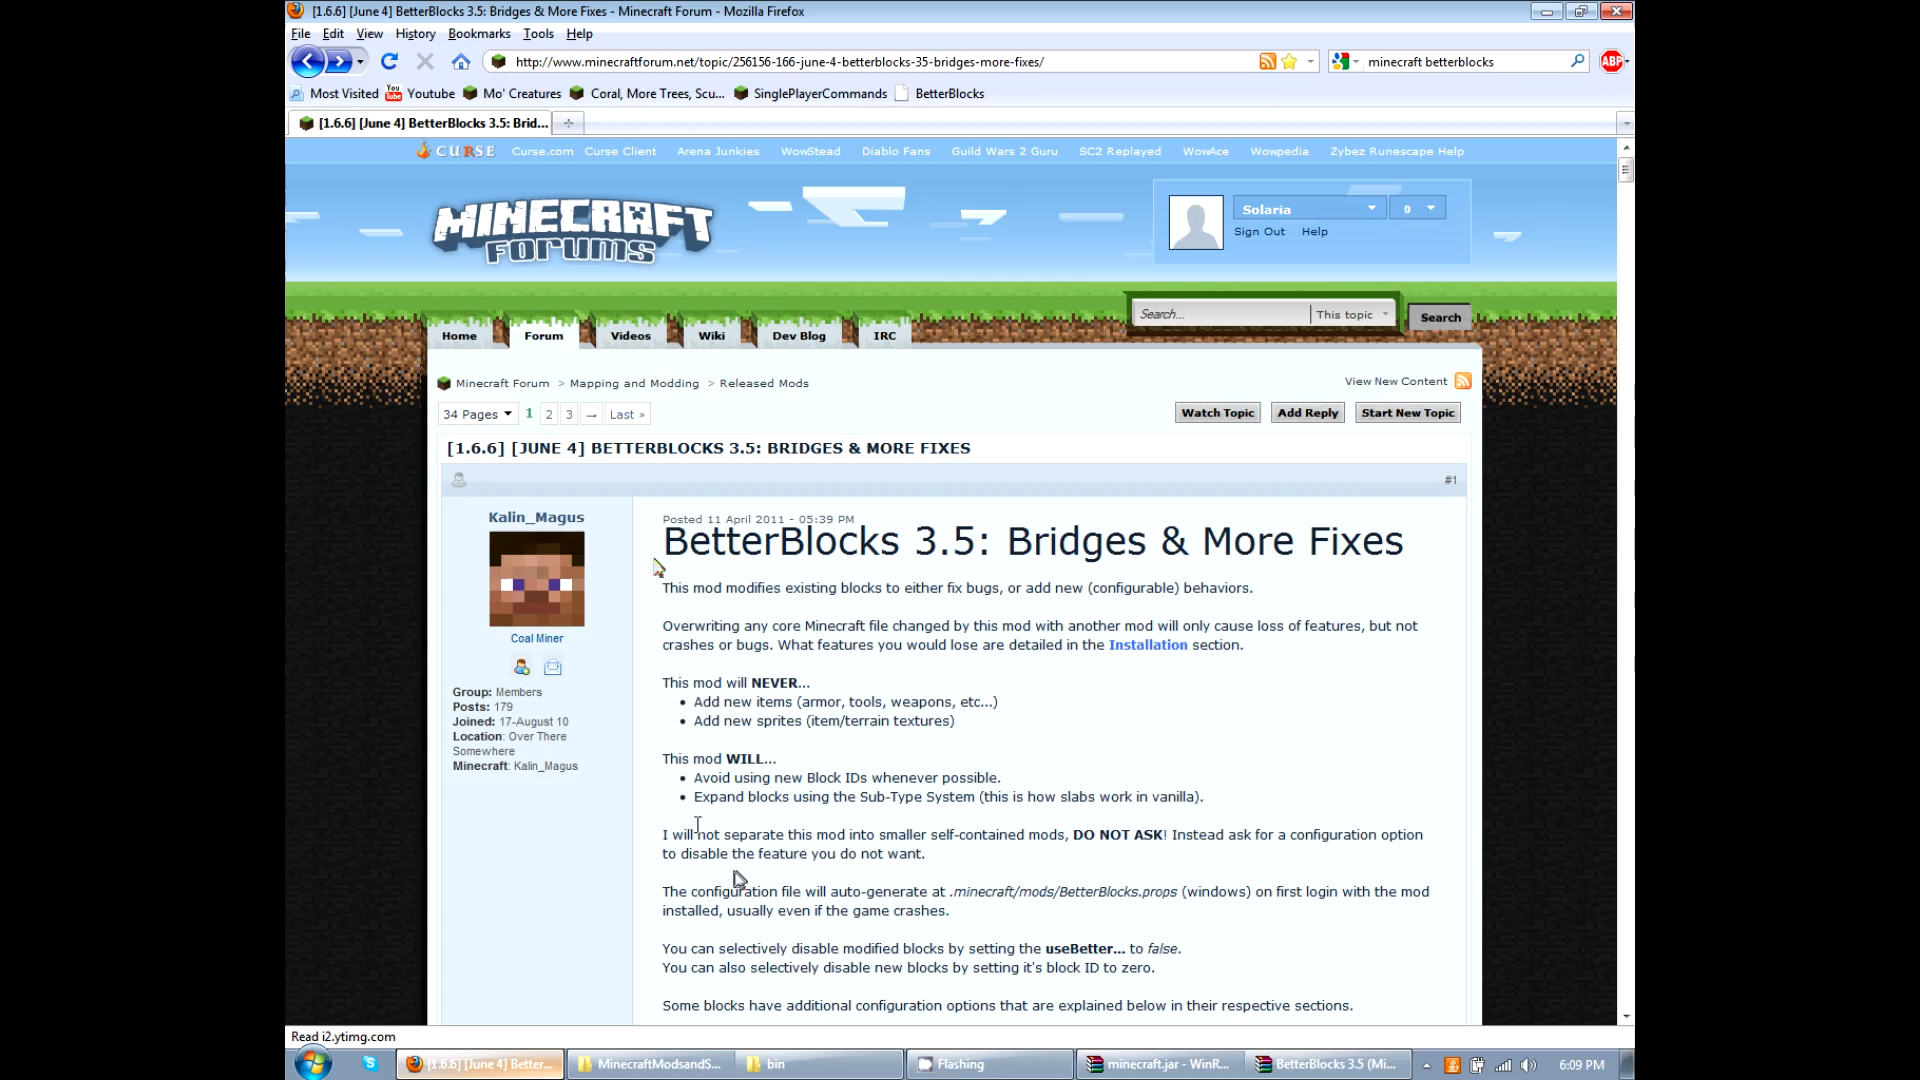 [1.6.6] [June 4] BetterBlocks 3.5: Bridges & More Fixes - Minecraft Forum - Mozilla Firefox
File Edit View History Bookmarks Tools Help
http://www.minecraftforum.net/topic/256156-166-june-4-betterblocks-35-bridges-more-fixes/ minecraft betterblocks ABP
Most Visited Youtube Mo' Creatures Coral, More Trees, Scu... SinglePlayerCommands BetterBlocks
[1.6.6] [June 4] BetterBlocks 3.5: Brid...
CURSE Curse.com Curse Client Arena Junkies WowStead Diablo Fans Guild Wars 2 Guru SC2 Replayed WowAce Wowpedia Zybez Runescape Help
MINECRAFT FORUMS
Solaria 0
Sign Out Help
Search... This topic Search
Home Forum Videos Wiki Dev Blog IRC
Minecraft Forum > Mapping and Modding > Released Mods View New Content
34 Pages 1 2 3 → Last » Watch Topic Add Reply Start New Topic
[1.6.6] [JUNE 4] BETTERBLOCKS 3.5: BRIDGES & MORE FIXES
#1
Kalin_Magus
Coal Miner
Group: Members
Posts: 179
Joined: 17-August 10
Location: Over There
Somewhere
Minecraft: Kalin_Magus
Posted 11 April 2011 - 05:39 PM
BetterBlocks 3.5: Bridges & More Fixes
This mod modifies existing blocks to either fix bugs, or add new (configurable) behaviors.
Overwriting any core Minecraft file changed by this mod with another mod will only cause loss of features, but not
crashes or bugs. What features you would lose are detailed in the Installation section.
This mod will NEVER...
• Add new items (armor, tools, weapons, etc...)
• Add new sprites (item/terrain textures)
This mod WILL...
• Avoid using new Block IDs whenever possible.
• Expand blocks using the Sub-Type System (this is how slabs work in vanilla).
I will not separate this mod into smaller self-contained mods, DO NOT ASK! Instead ask for a configuration option
to disable the feature you do not want.
The configuration file will auto-generate at .minecraft/mods/BetterBlocks.props (windows) on first login with the mod
installed, usually even if the game crashes.
You can selectively disable modified blocks by setting the useBetter... to false.
You can also selectively disable new blocks by setting it's block ID to zero.
Some blocks have additional configuration options that are explained below in their respective sections.
Read i2.ytimg.com
[1.6.6] [June 4] Better... MinecraftModsandS... bin Flashing minecraft.jar - WinR... BetterBlocks 3.5 (Mi... 6:09 PM